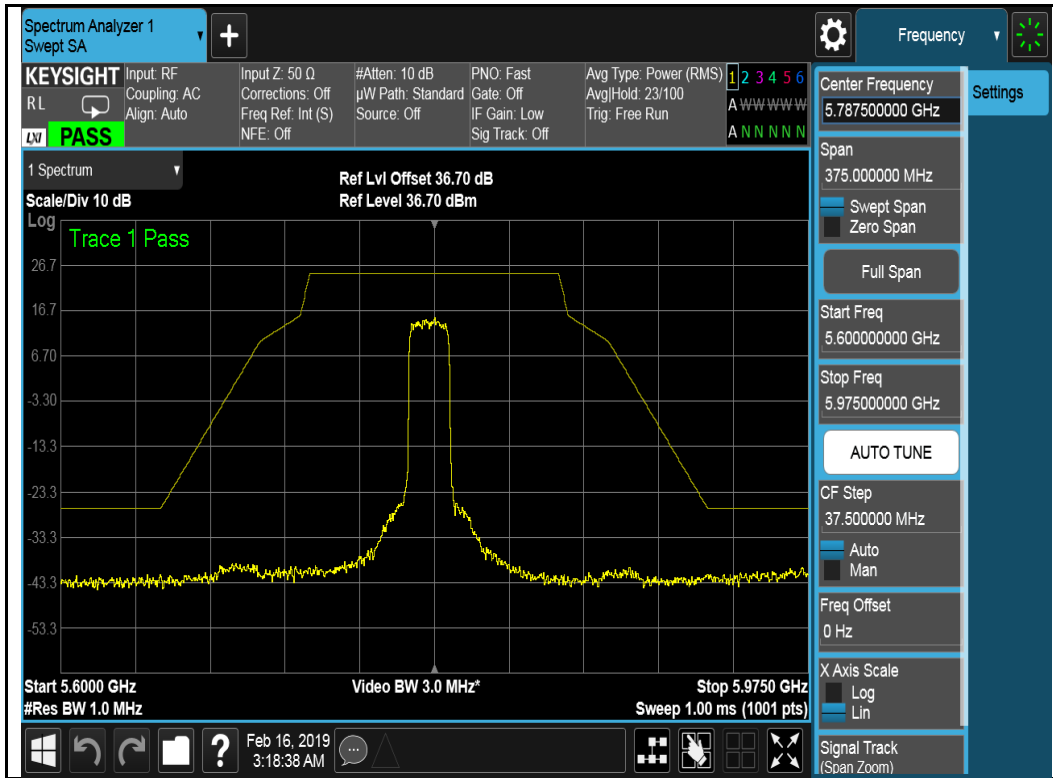 Spectrum Analyzer 1
Swept SA
+
Frequency
KEYSIGHT
R L
LXI
PASS
Input: RF
Coupling: AC
Align: Auto
Input Z: 50 Ω
Corrections: Off
Freq Ref: Int (S)
NFE: Off
#Atten: 10 dB
µW Path: Standard
Source: Off
PNO: Fast
Gate: Off
IF Gain: Low
Sig Track: Off
Avg Type: Power (RMS)
Avg|Hold: 23/100
Trig: Free Run
1 2 3 4 5 6
A W W W W W
A N N N N N
1 Spectrum
Scale/Div 10 dB
Ref Lvl Offset 36.70 dB
Ref Level 36.70 dBm
Log
Trace 1 Pass
26.7
16.7
6.70
-3.30
-13.3
-23.3
-33.3
-43.3
-53.3
Start 5.6000 GHz
#Res BW 1.0 MHz
Video BW 3.0 MHz*
Stop 5.9750 GHz
Sweep 1.00 ms (1001 pts)
Center Frequency
5.787500000 GHz
Settings
Span
375.000000 MHz
Swept Span
Zero Span
Full Span
Start Freq
5.600000000 GHz
Stop Freq
5.975000000 GHz
AUTO TUNE
CF Step
37.500000 MHz
Auto
Man
Freq Offset
0 Hz
X Axis Scale
Log
Lin
Signal Track
(Span Zoom)
?
Feb 16, 2019
3:18:38 AM